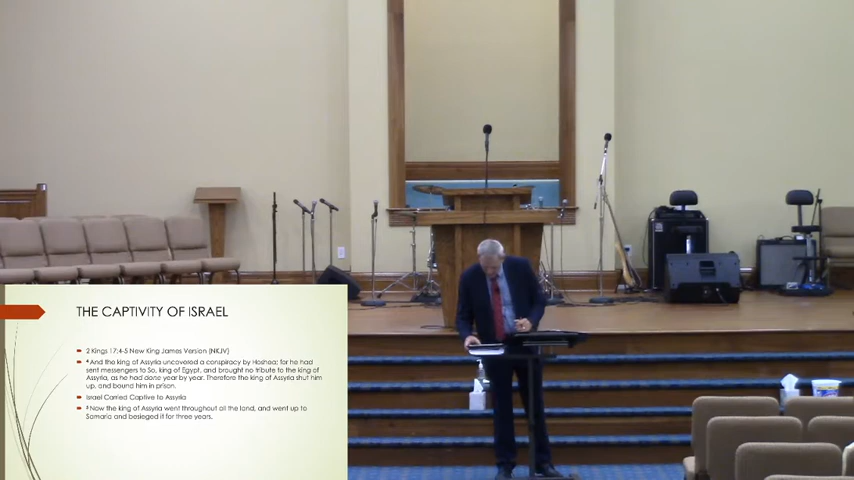 THE CAPTIVITY OF ISRAEL
2 Kings 17:4-5 New King James Version (NKJV)
4 And the king of Assyria uncovered a conspiracy by Hoshea; for he had
sent messengers to So, king of Egypt, and brought no tribute to the king of
Assyria, as he had done year by year. Therefore the king of Assyria shut him
up, and bound him in prison.
Israel Carried Captive to Assyria
5 Now the king of Assyria went throughout all the land, and went up to
Samaria and besieged it for three years.